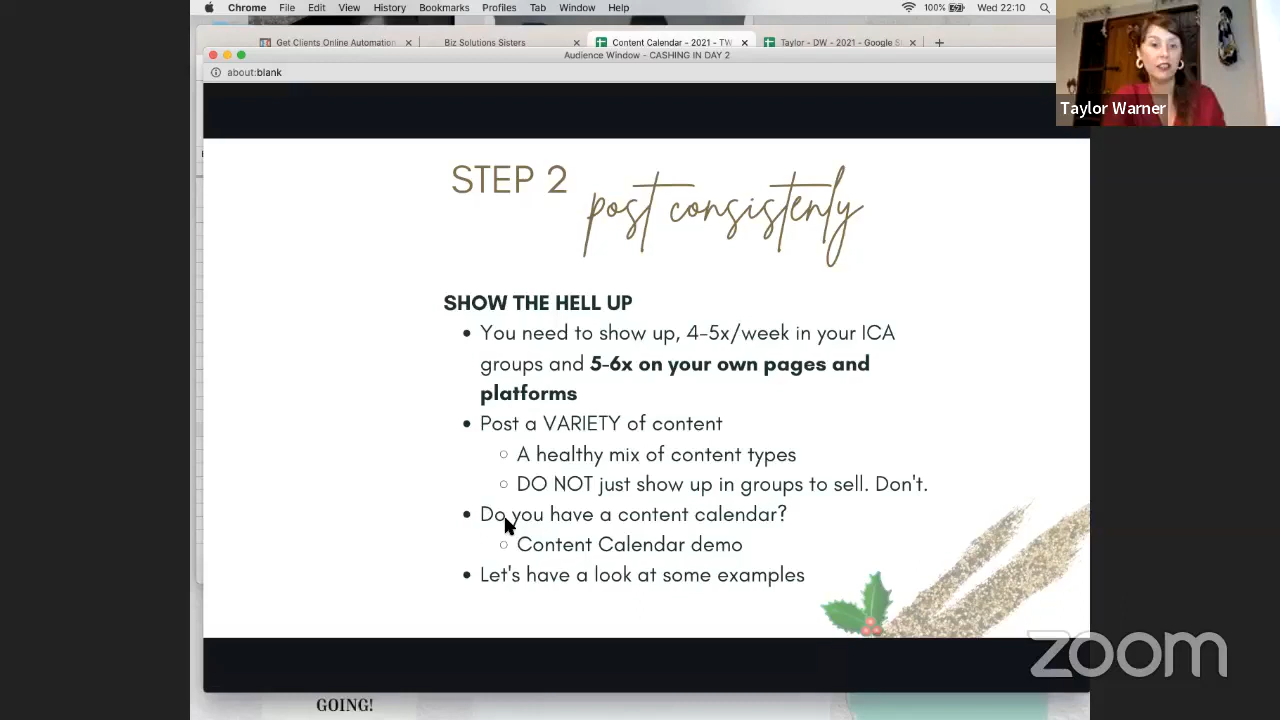 Chrome File Edit View History Bookmarks Profiles Tab Window Help 100% Wed 22:10
Get Clients Online Automation Biz Solutions Sisters Content Calendar - 2021 - TW Taylor - DW - 2021 - Google S
Audience Window - CASHING IN DAY 2
about:blank
Taylor Warner
STEP 2
post consistenly
SHOW THE HELL UP
• You need to show up, 4-5x/week in your ICA
groups and 5-6x on your own pages and
platforms
• Post a VARIETY of content
○ A healthy mix of content types
○ DO NOT just show up in groups to sell. Don't.
• Do you have a content calendar?
○ Content Calendar demo
• Let's have a look at some examples
zoom
GOING!